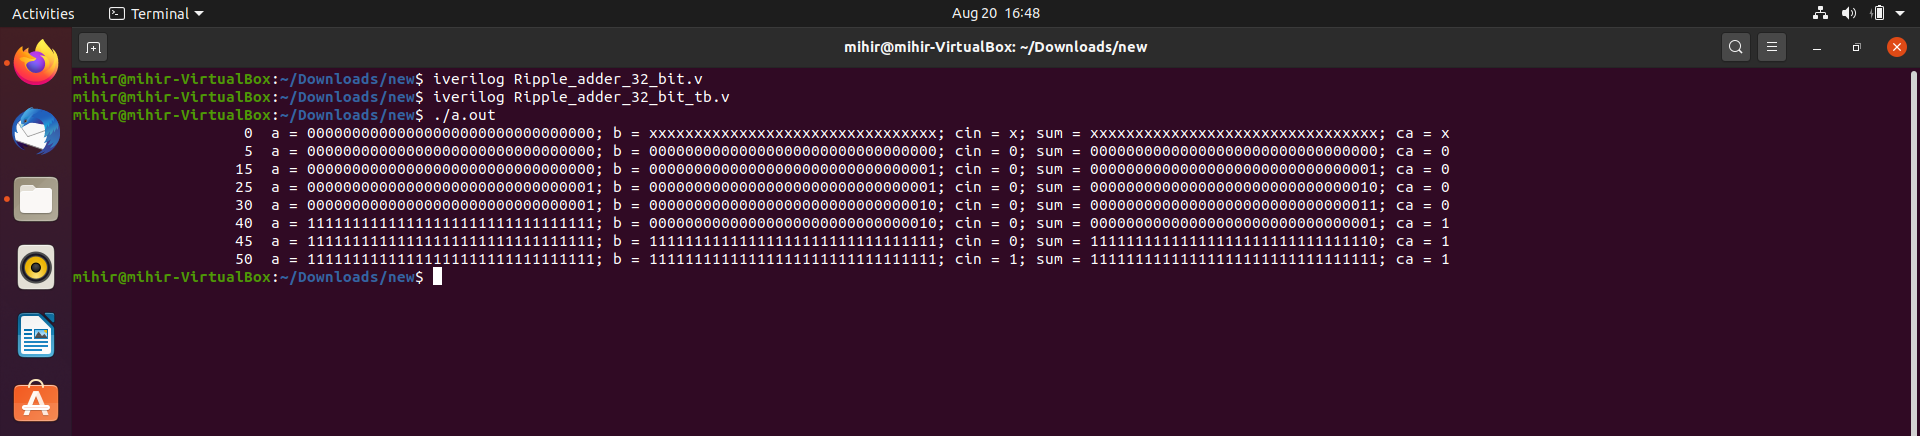 Activities Terminal Aug 20 16:48
mihir@mihir-VirtualBox: ~/Downloads/new
mihir@mihir-VirtualBox:~/Downloads/new$ iverilog Ripple_adder_32_bit.v
mihir@mihir-VirtualBox:~/Downloads/new$ iverilog Ripple_adder_32_bit_tb.v
mihir@mihir-VirtualBox:~/Downloads/new$ ./a.out
0 a = 00000000000000000000000000000000; b = xxxxxxxxxxxxxxxxxxxxxxxxxxxxxxxx; cin = x; sum = xxxxxxxxxxxxxxxxxxxxxxxxxxxxxxxx; ca = x
5 a = 00000000000000000000000000000000; b = 00000000000000000000000000000000; cin = 0; sum = 00000000000000000000000000000000; ca = 0
15 a = 00000000000000000000000000000000; b = 00000000000000000000000000000001; cin = 0; sum = 00000000000000000000000000000001; ca = 0
25 a = 00000000000000000000000000000001; b = 00000000000000000000000000000001; cin = 0; sum = 00000000000000000000000000000010; ca = 0
30 a = 00000000000000000000000000000001; b = 00000000000000000000000000000010; cin = 0; sum = 00000000000000000000000000000011; ca = 0
40 a = 11111111111111111111111111111111; b = 00000000000000000000000000000010; cin = 0; sum = 00000000000000000000000000000001; ca = 1
45 a = 11111111111111111111111111111111; b = 11111111111111111111111111111111; cin = 0; sum = 11111111111111111111111111111110; ca = 1
50 a = 11111111111111111111111111111111; b = 11111111111111111111111111111111; cin = 1; sum = 11111111111111111111111111111111; ca = 1
mihir@mihir-VirtualBox:~/Downloads/new$